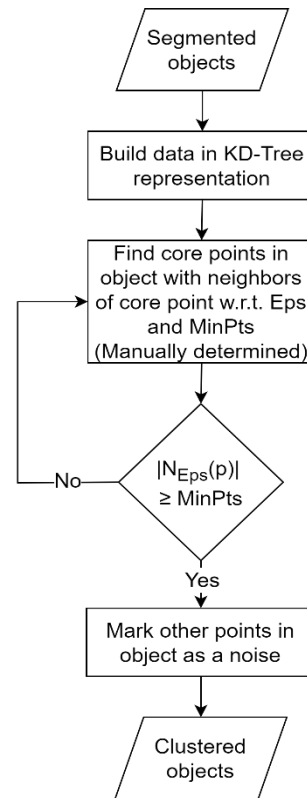 Segmented
objects
Build data in KD-Tree
representation
Find core points in
object with neighbors
of core point w.r.t. Eps
and MinPts
(Manually determined)
|N_Eps(p)|
≥ MinPts
No
Yes
Mark other points in
object as a noise
Clustered
objects